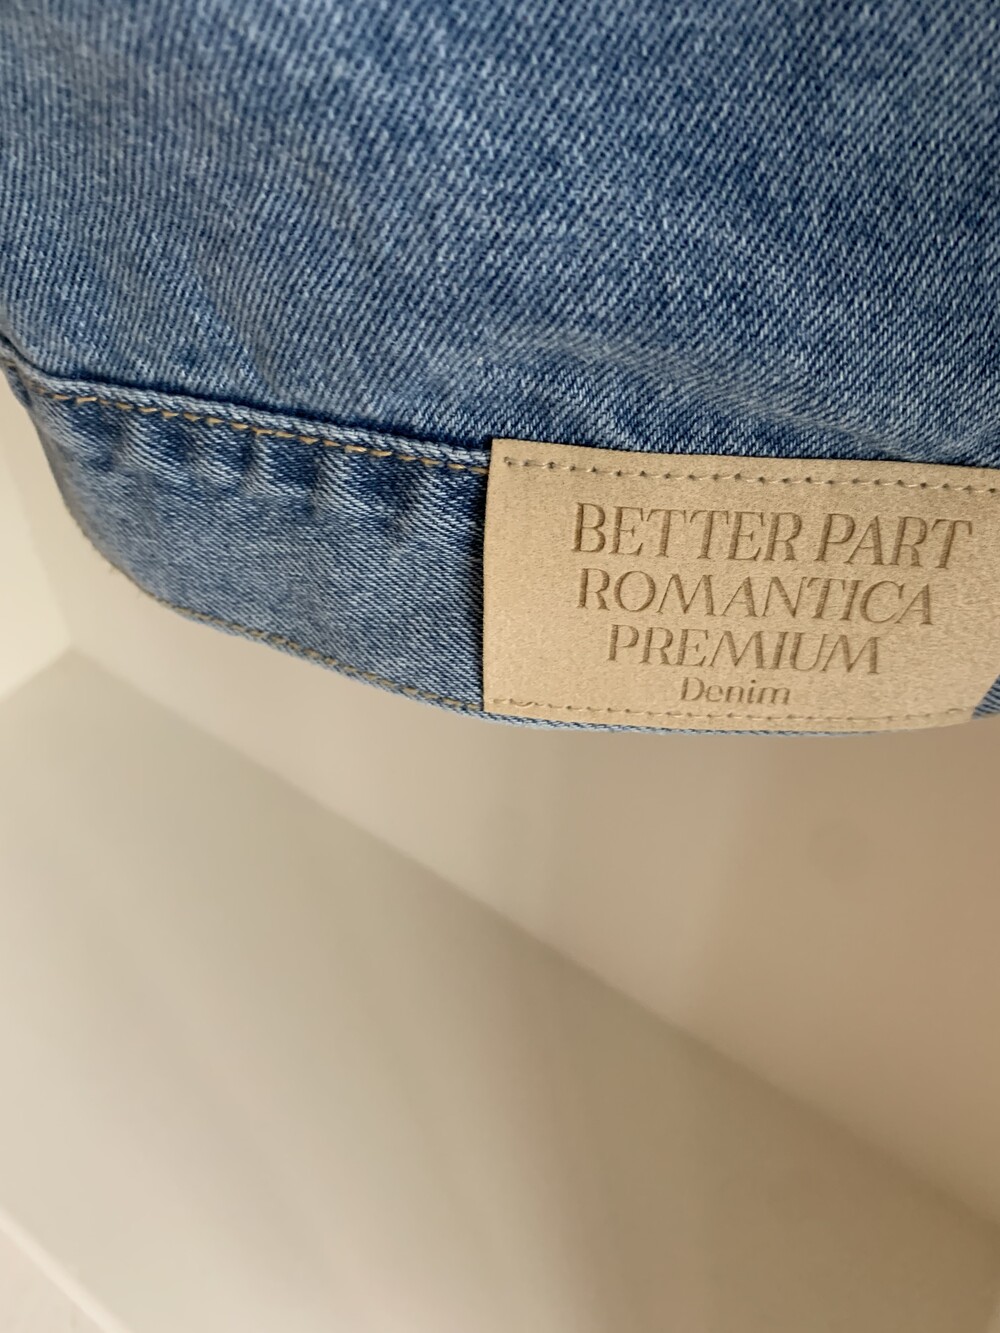 BETTER PART
ROMANTICA
PREMIUM
Denim